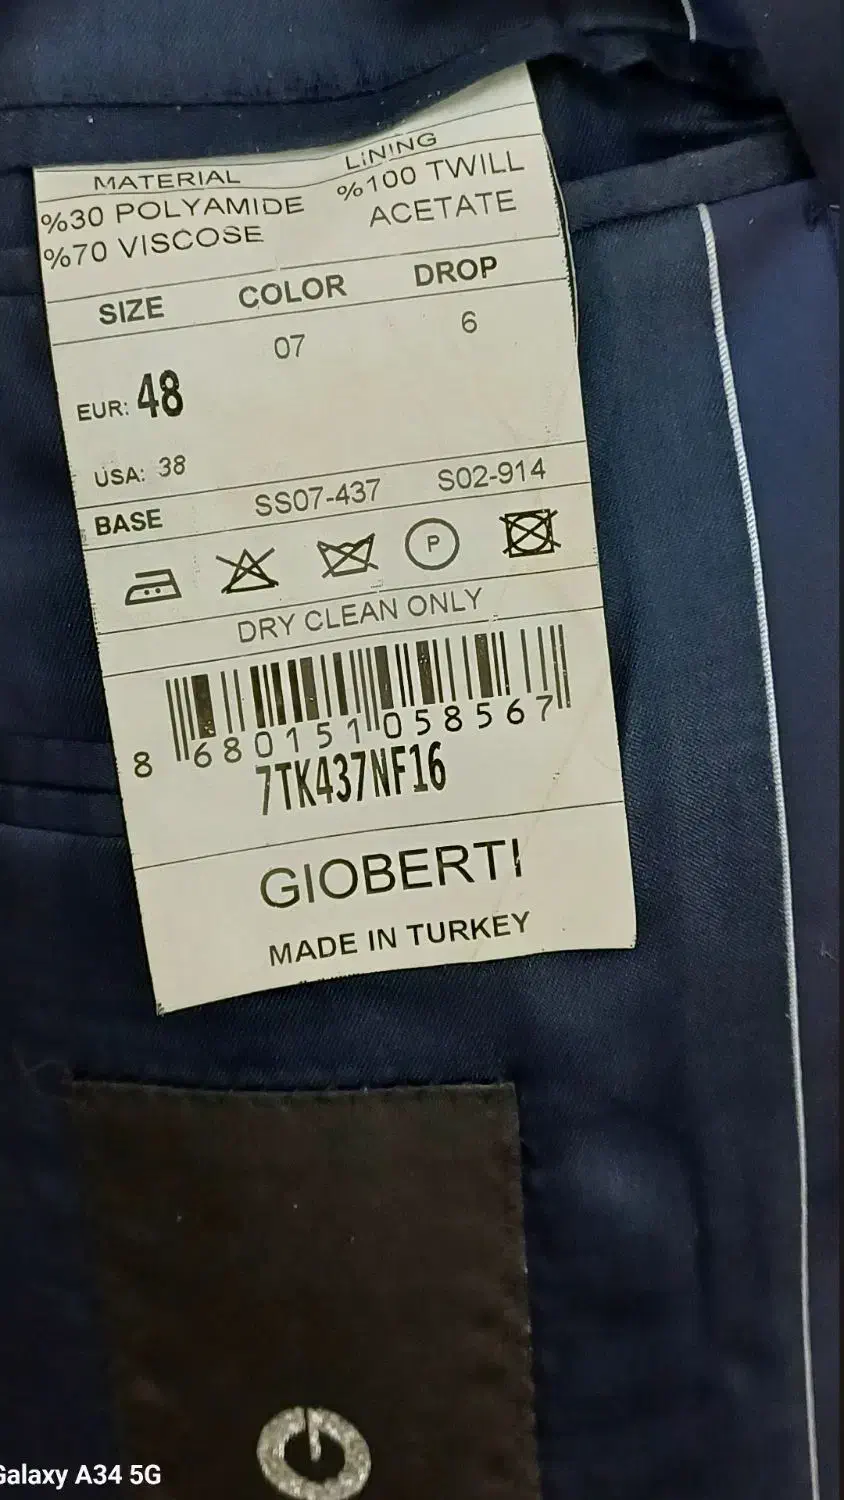 MATERIAL LINING
%30 POLYAMIDE %100 TWILL
%70 VISCOSE ACETATE
SIZE COLOR DROP
07 6
EUR: 48
USA: 38
BASE SS07-437 S02-914
P
DRY CLEAN ONLY
8 680151 058567
7TK437NF16
GIOBERTI
MADE IN TURKEY
Galaxy A34 5G